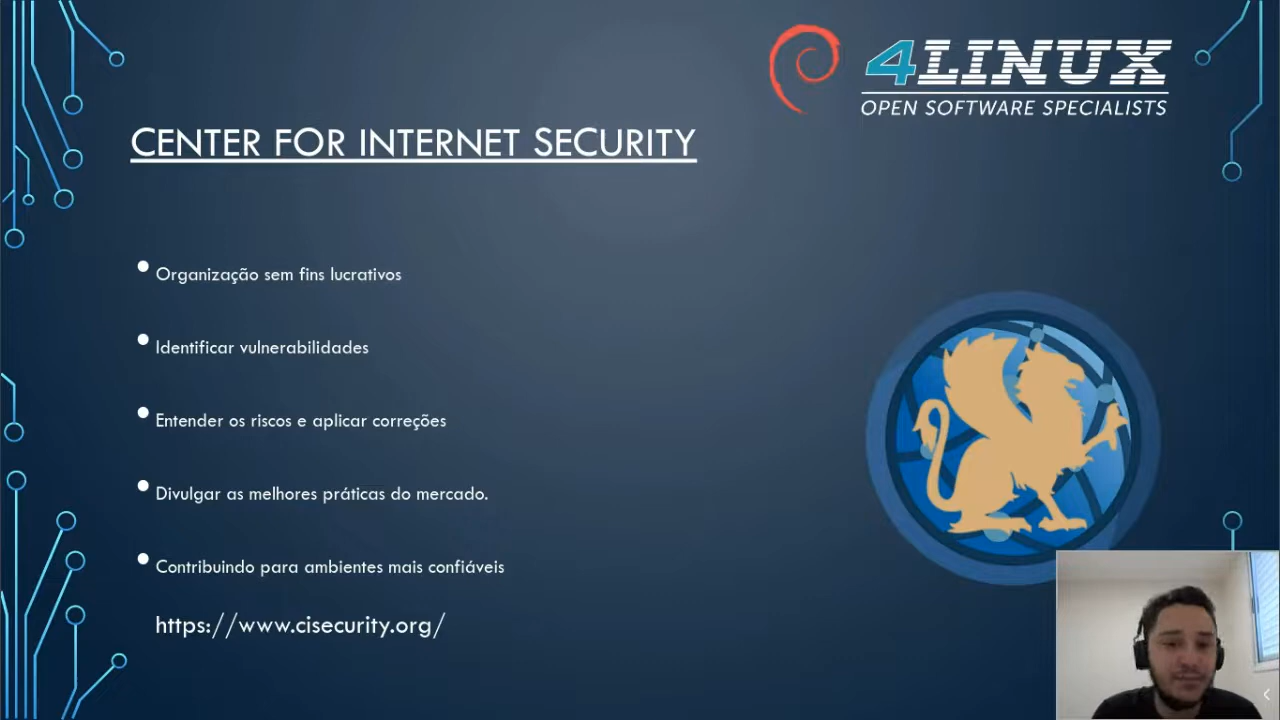 4LINUX
OPEN SOFTWARE SPECIALISTS
CENTER FOR INTERNET SECURITY
Organização sem fins lucrativos
Identificar vulnerabilidades
Entender os riscos e aplicar correções
Divulgar as melhores práticas do mercado.
Contribuindo para ambientes mais confiáveis
https://www.cisecurity.org/